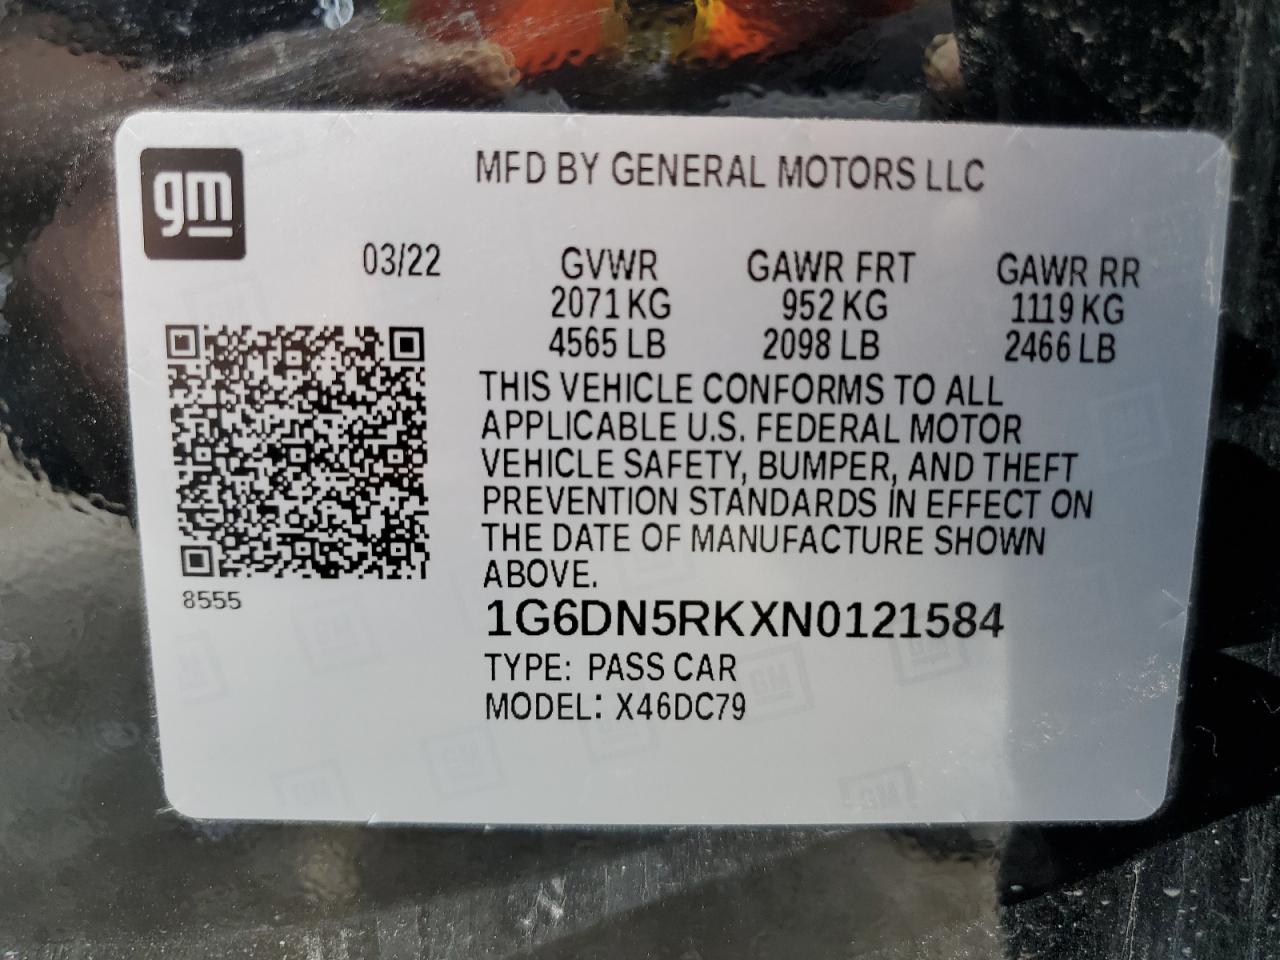 gm
MFD BY GENERAL MOTORS LLC
03/22
GVWR GAWR FRT GAWR RR
2071 KG 952 KG 1119 KG
4565 LB 2098 LB 2466 LB
THIS VEHICLE CONFORMS TO ALL
APPLICABLE U.S. FEDERAL MOTOR
VEHICLE SAFETY, BUMPER, AND THEFT
PREVENTION STANDARDS IN EFFECT ON
THE DATE OF MANUFACTURE SHOWN
ABOVE.
8555
1G6DN5RKXN0121584
TYPE: PASS CAR
MODEL: X46DC79